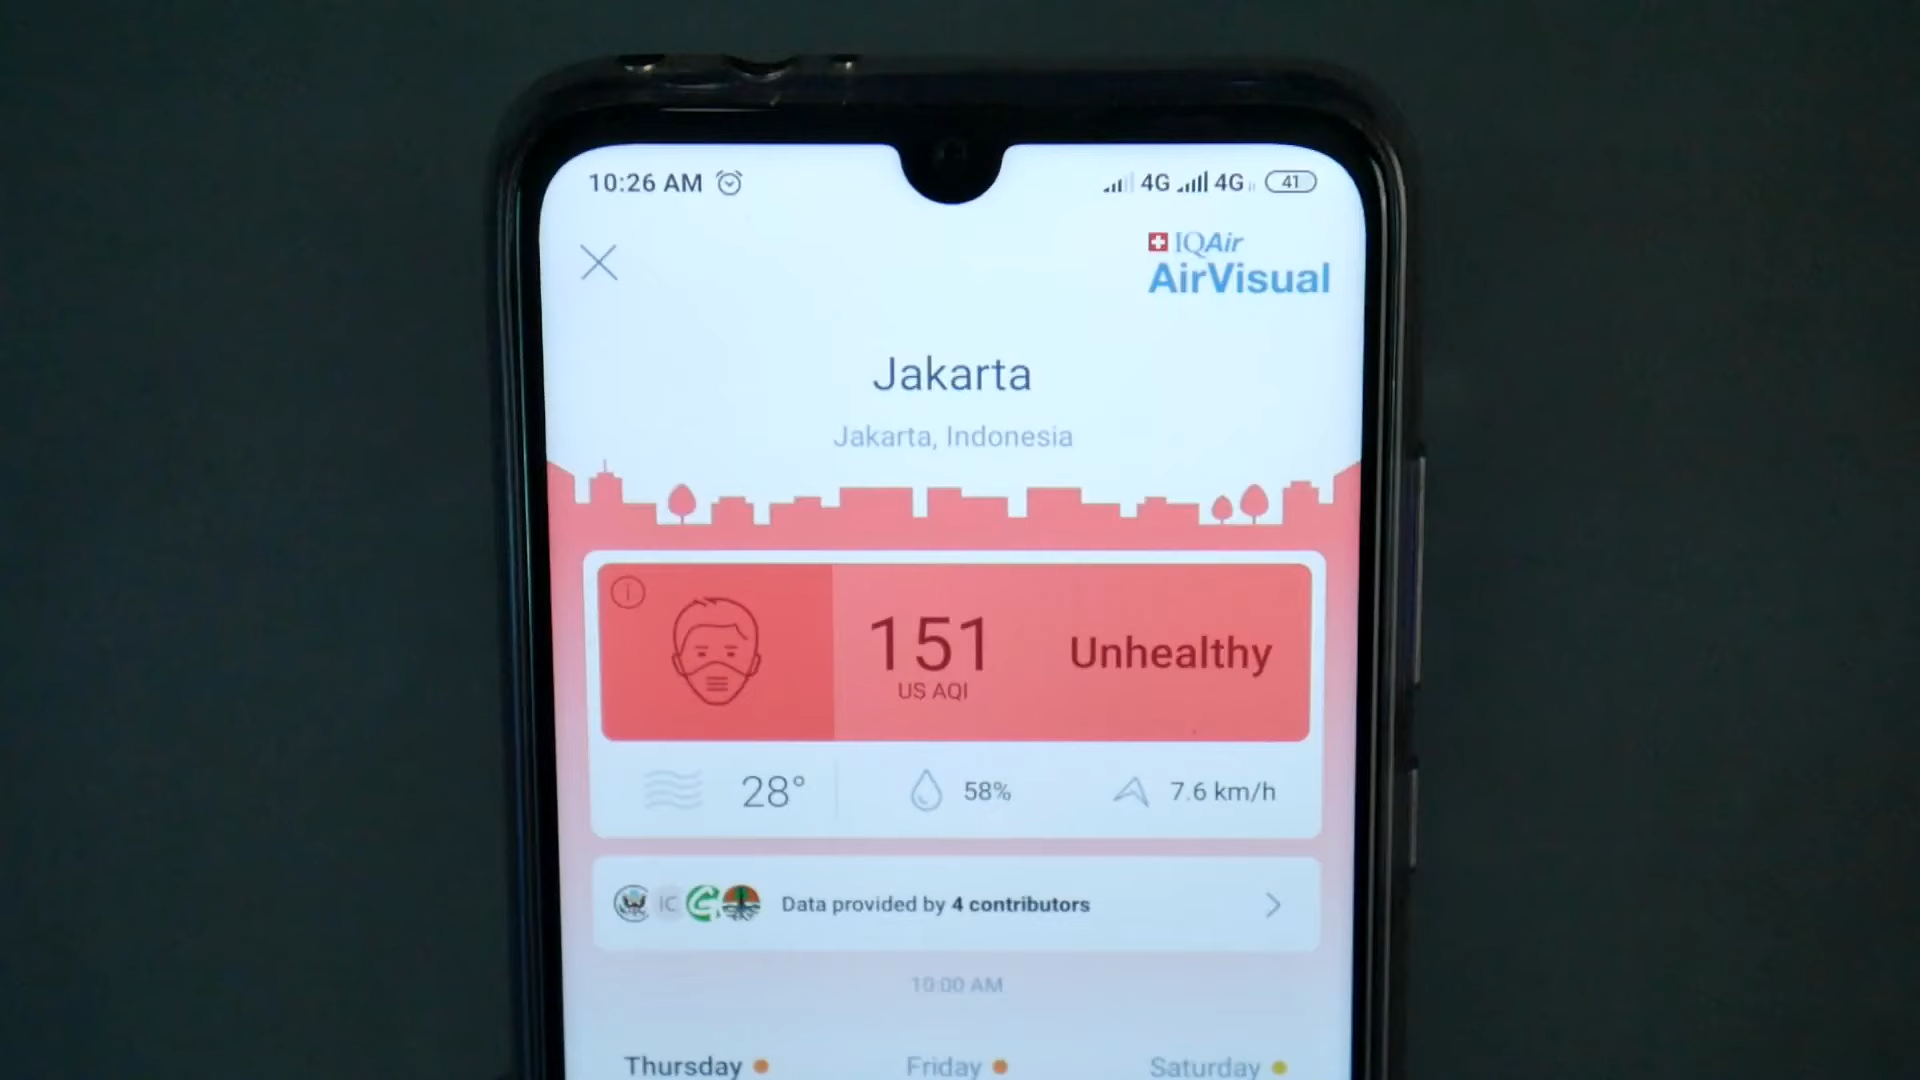 10:26 AM 4G 4G 41
IQAir
AirVisual
Jakarta
Jakarta, Indonesia
151 Unhealthy
US AQI
28° 58% 7.6 km/h
IC Data provided by 4 contributors
10:00 AM
Thursday Friday Saturday